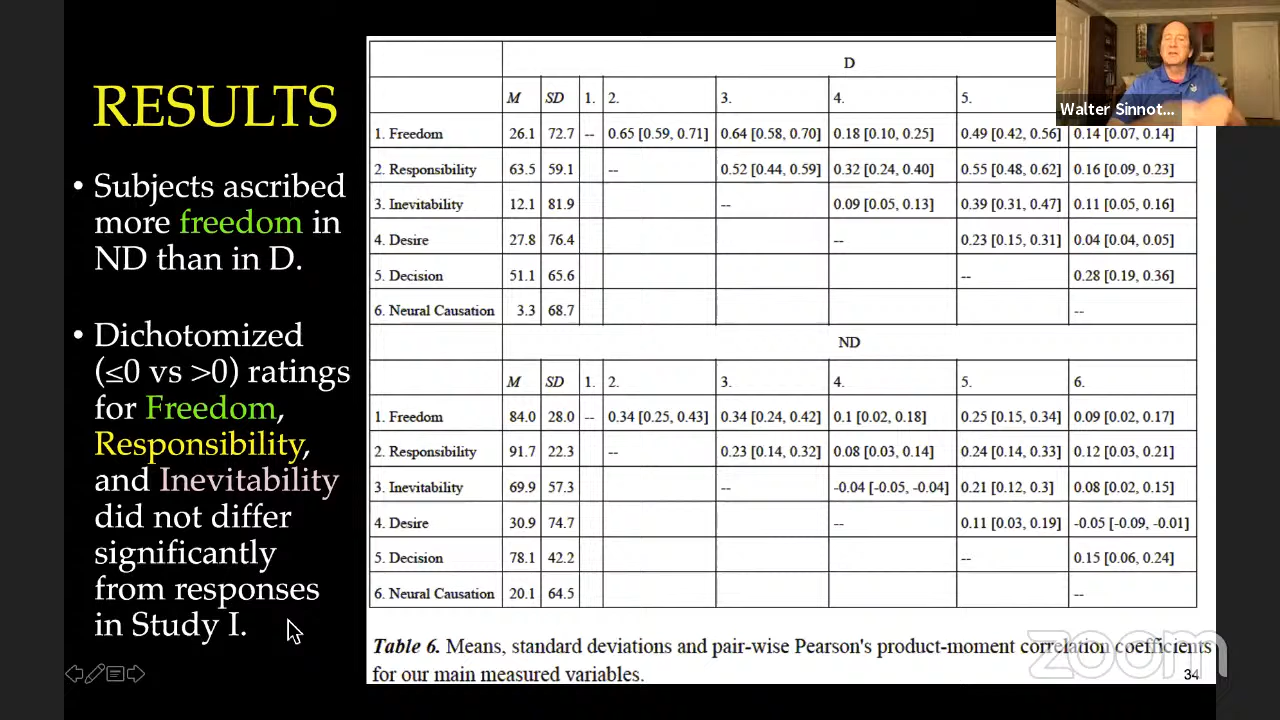 RESULTS
• Subjects ascribed
more freedom in
ND than in D.
• Dichotomized
(≤0 vs >0) ratings
for Freedom,
Responsibility,
and Inevitability
did not differ
significantly
from responses
in Study I.
D
M SD 1. 2. 3. 4. 5.
1. Freedom 26.1 72.7 -- 0.65 [0.59, 0.71] 0.64 [0.58, 0.70] 0.18 [0.10, 0.25] 0.49 [0.42, 0.56] 0.14 [0.07, 0.14]
2. Responsibility 63.5 59.1 -- 0.52 [0.44, 0.59] 0.32 [0.24, 0.40] 0.55 [0.48, 0.62] 0.16 [0.09, 0.23]
3. Inevitability 12.1 81.9 -- 0.09 [0.05, 0.13] 0.39 [0.31, 0.47] 0.11 [0.05, 0.16]
4. Desire 27.8 76.4 -- 0.23 [0.15, 0.31] 0.04 [0.04, 0.05]
5. Decision 51.1 65.6 -- 0.28 [0.19, 0.36]
6. Neural Causation 3.3 68.7 --
ND
M SD 1. 2. 3. 4. 5. 6.
1. Freedom 84.0 28.0 -- 0.34 [0.25, 0.43] 0.34 [0.24, 0.42] 0.1 [0.02, 0.18] 0.25 [0.15, 0.34] 0.09 [0.02, 0.17]
2. Responsibility 91.7 22.3 -- 0.23 [0.14, 0.32] 0.08 [0.03, 0.14] 0.24 [0.14, 0.33] 0.12 [0.03, 0.21]
3. Inevitability 69.9 57.3 -- -0.04 [-0.05, -0.04] 0.21 [0.12, 0.3] 0.08 [0.02, 0.15]
4. Desire 30.9 74.7 -- 0.11 [0.03, 0.19] -0.05 [-0.09, -0.01]
5. Decision 78.1 42.2 -- 0.15 [0.06, 0.24]
6. Neural Causation 20.1 64.5 --
Table 6. Means, standard deviations and pair-wise Pearson's product-moment correlation coefficients
for our main measured variables.
34
Walter Sinnot...
zoom